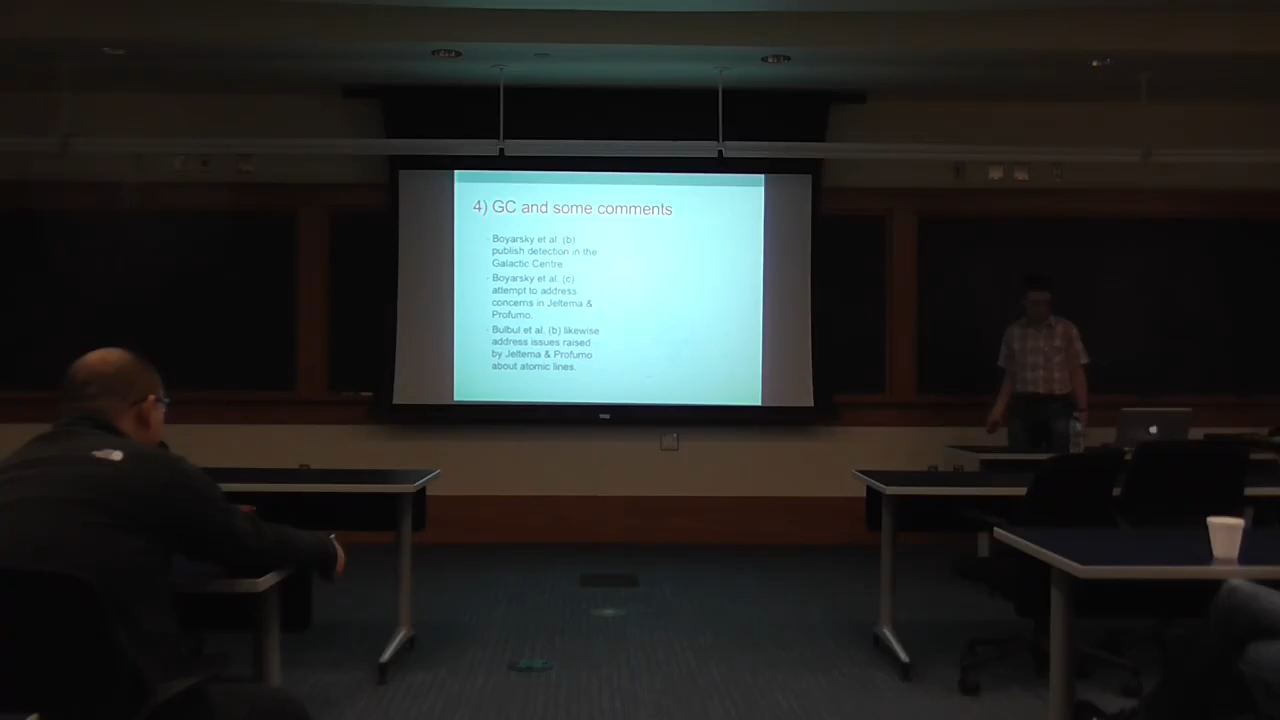 4) GC and some comments
Boyarsky et al. (b)
publish detection in the
Galactic Centre
Boyarsky et al. (c)
attempt to address
concerns in Jeltema &
Profumo.
Bulbul et al. (b) likewise
address issues raised
by Jeltema & Profumo
about atomic lines.